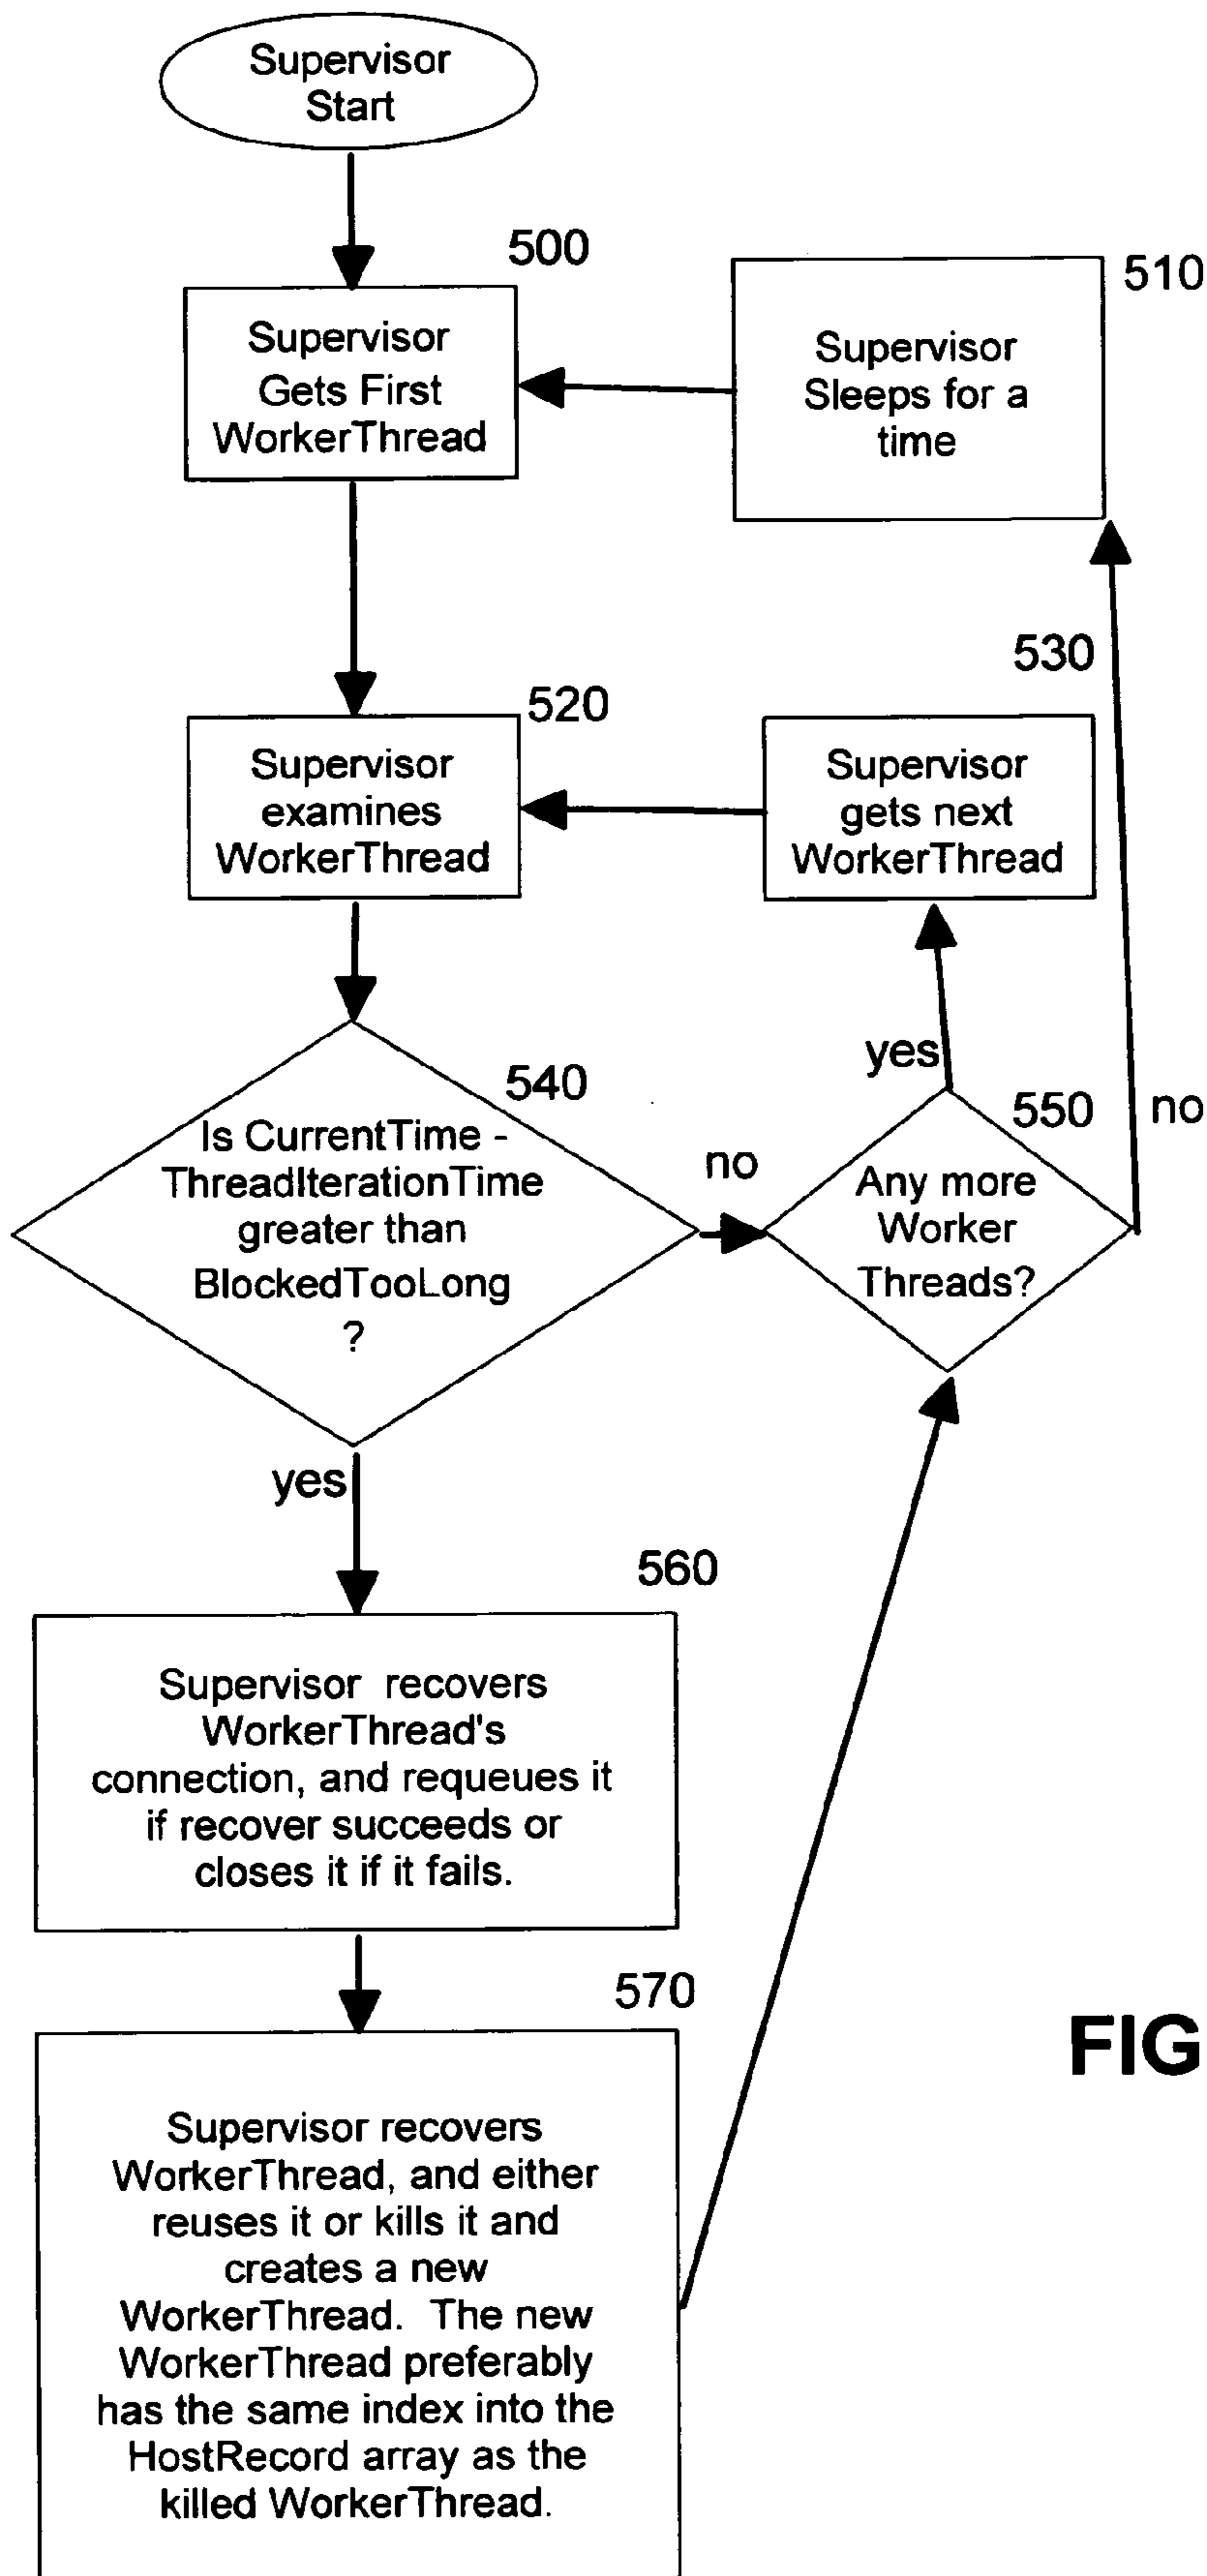 Supervisor
Start
500
Supervisor
Gets First
WorkerThread
510
Supervisor
Sleeps for a
time
520
Supervisor
examines
WorkerThread
530
Supervisor
gets next
WorkerThread
540
Is CurrentTime -
ThreadIterationTime
greater than
BlockedTooLong
?
no
yes
550
Any more
Worker
Threads?
no
yes
560
Supervisor recovers
WorkerThread's
connection, and requeues it
if recover succeeds or
closes it if it fails.
570
Supervisor recovers
WorkerThread, and either
reuses it or kills it and
creates a new
WorkerThread. The new
WorkerThread preferably
has the same index into the
HostRecord array as the
killed WorkerThread.
FIG